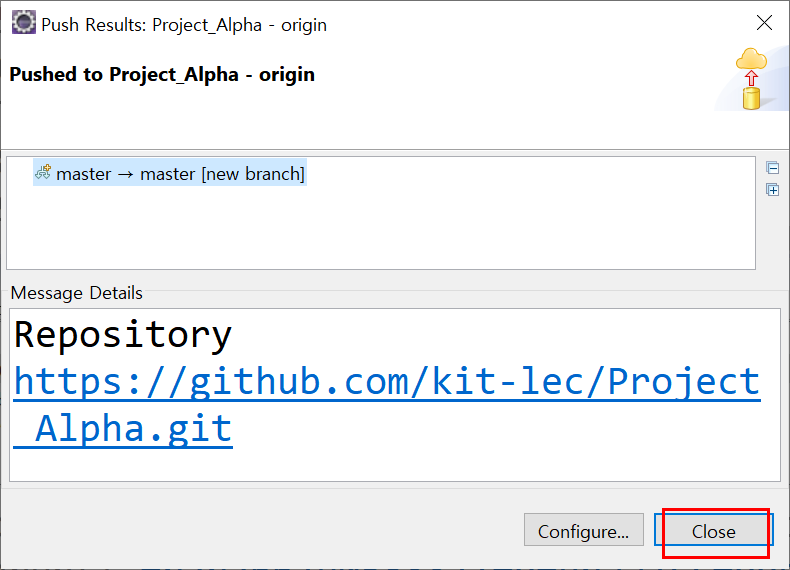 Push Results: Project_Alpha - origin
Pushed to Project_Alpha - origin
master → master [new branch]
Message Details
Repository
https://github.com/kit-lec/Project
_Alpha.git
Configure...
Close